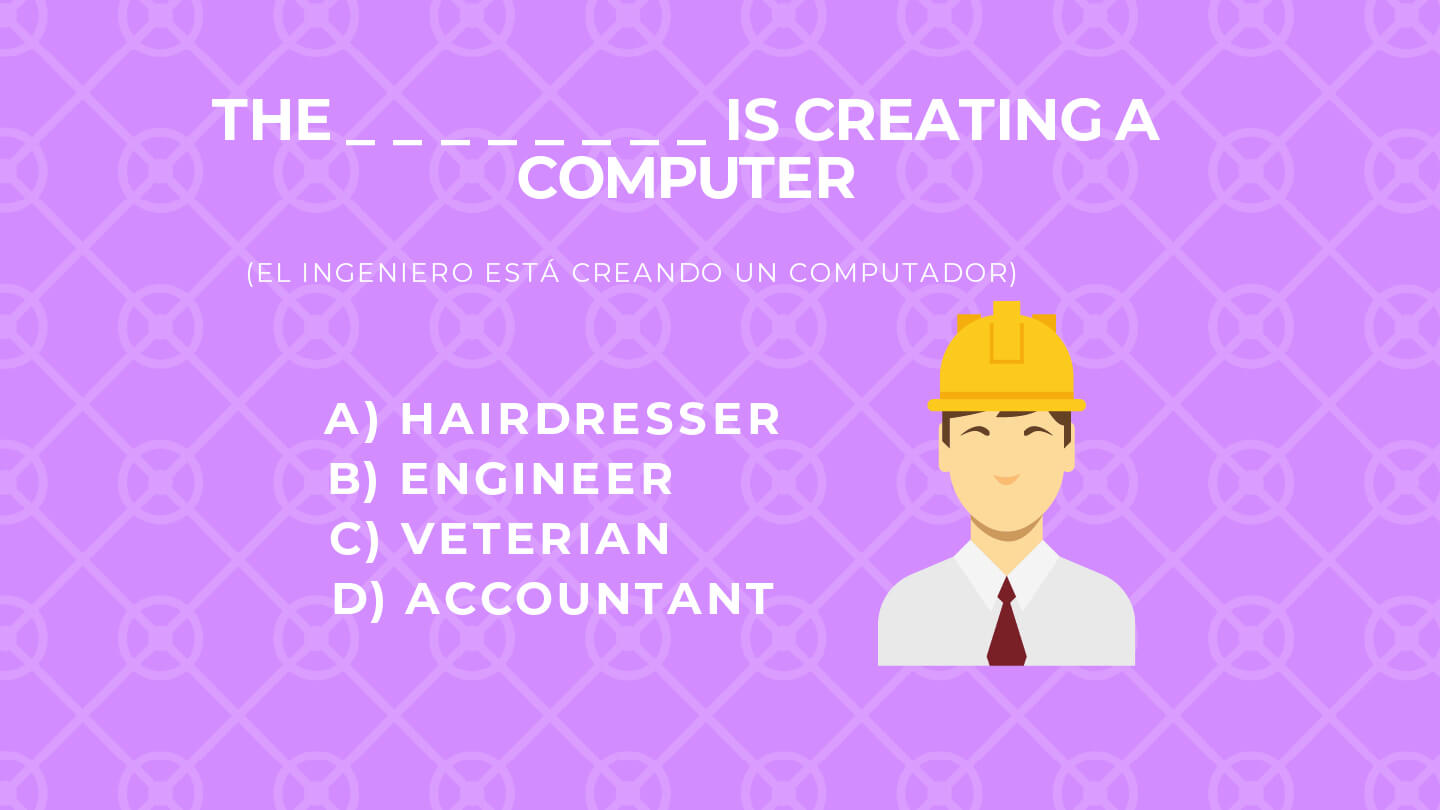 THE _ _ _ _ _ _ _ _ IS CREATING A
COMPUTER
(EL INGENIERO ESTÁ CREANDO UN COMPUTADOR)
A) HAIRDRESSER
B) ENGINEER
C) VETERIAN
D) ACCOUNTANT